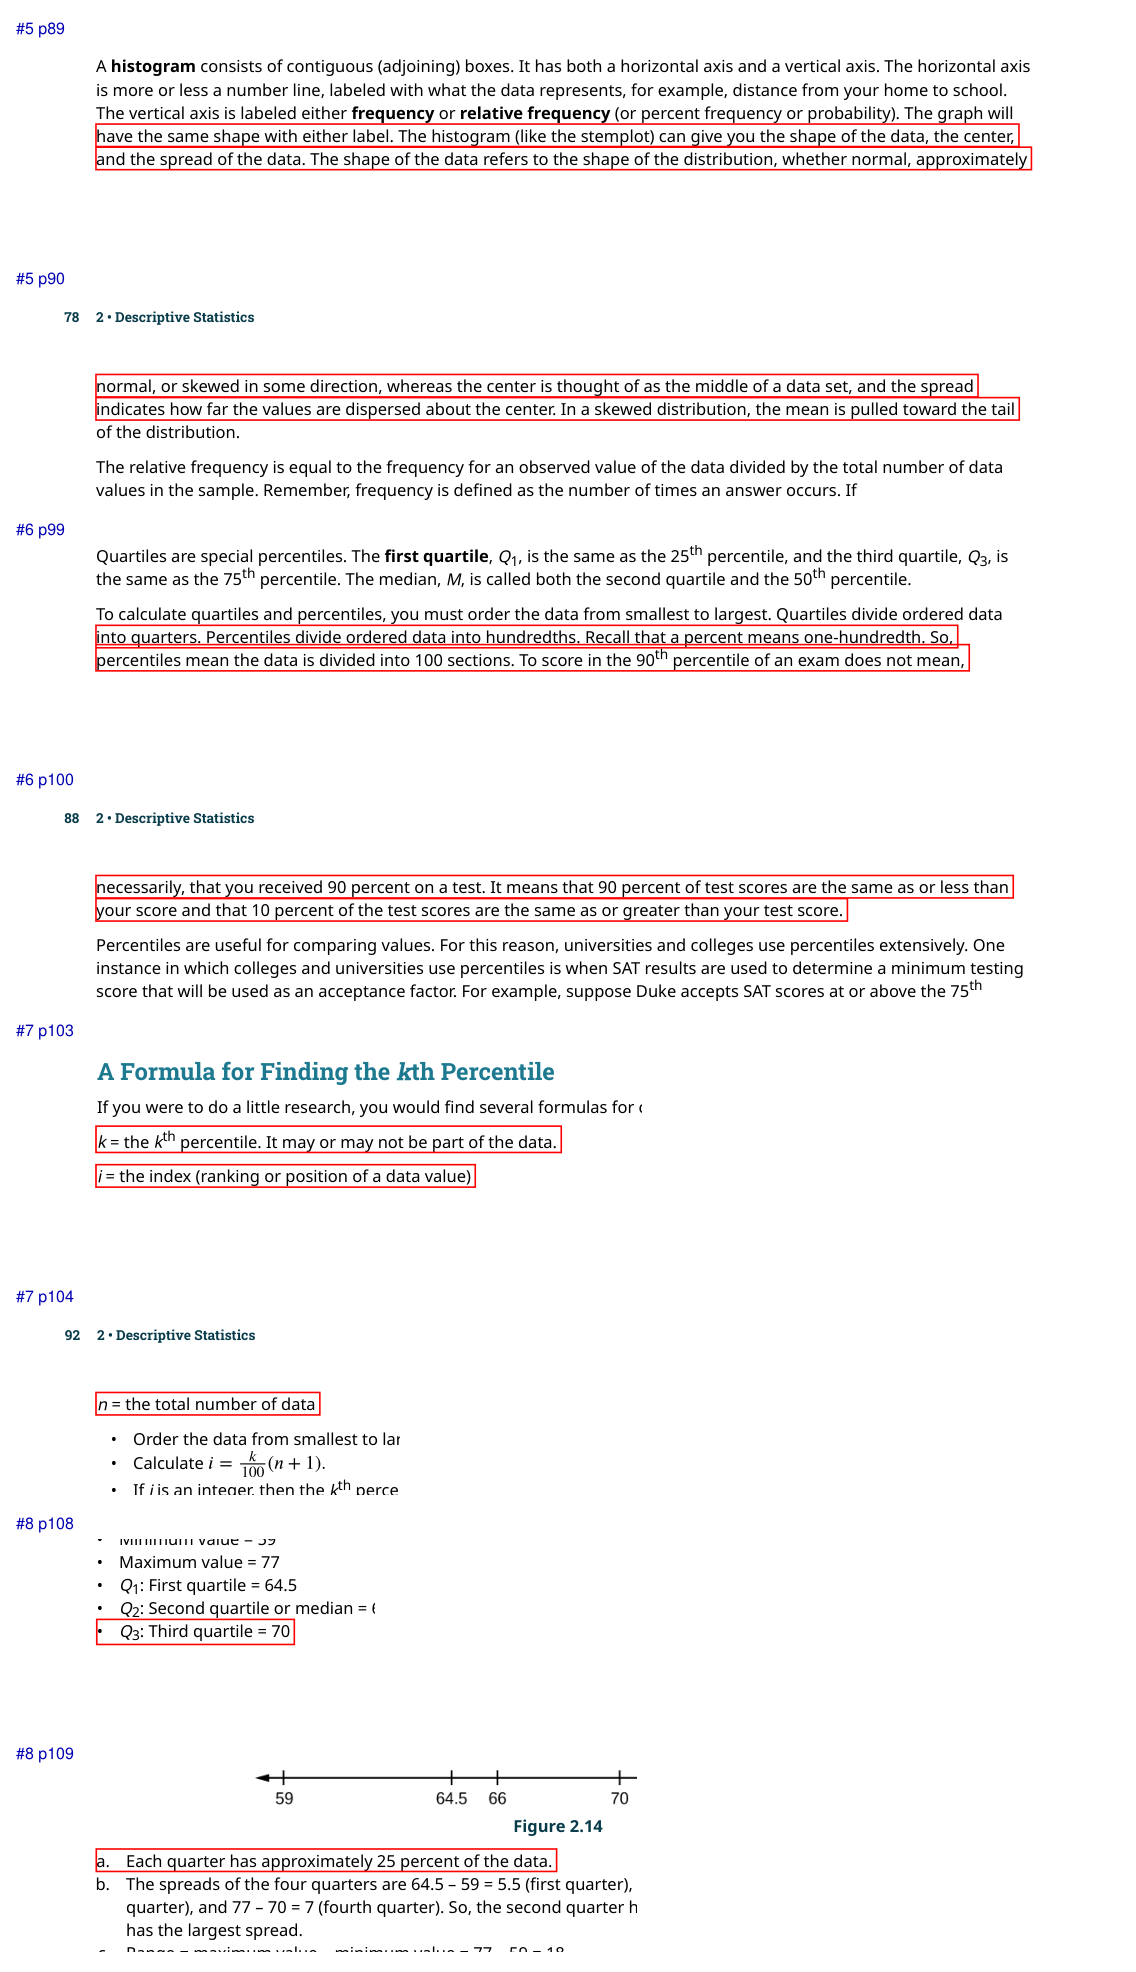 #5 p89
A histogram consists of contiguous (adjoining) boxes. It has both a horizontal axis and a vertical axis. The horizontal axis
is more or less a number line, labeled with what the data represents, for example, distance from your home to school.
The vertical axis is labeled either frequency or relative frequency (or percent frequency or probability). The graph will
have the same shape with either label. The histogram (like the stemplot) can give you the shape of the data, the center,
and the spread of the data. The shape of the data refers to the shape of the distribution, whether normal, approximately
#5 p90
78 2 • Descriptive Statistics
normal, or skewed in some direction, whereas the center is thought of as the middle of a data set, and the spread
indicates how far the values are dispersed about the center. In a skewed distribution, the mean is pulled toward the tail
of the distribution.
The relative frequency is equal to the frequency for an observed value of the data divided by the total number of data
values in the sample. Remember, frequency is defined as the number of times an answer occurs. If
#6 p99
Quartiles are special percentiles. The first quartile, Q1, is the same as the 25th percentile, and the third quartile, Q3, is
the same as the 75th percentile. The median, M, is called both the second quartile and the 50th percentile.
To calculate quartiles and percentiles, you must order the data from smallest to largest. Quartiles divide ordered data
into quarters. Percentiles divide ordered data into hundredths. Recall that a percent means one-hundredth. So,
percentiles mean the data is divided into 100 sections. To score in the 90th percentile of an exam does not mean,
#6 p100
88 2 • Descriptive Statistics
necessarily, that you received 90 percent on a test. It means that 90 percent of test scores are the same as or less than
your score and that 10 percent of the test scores are the same as or greater than your test score.
Percentiles are useful for comparing values. For this reason, universities and colleges use percentiles extensively. One
instance in which colleges and universities use percentiles is when SAT results are used to determine a minimum testing
score that will be used as an acceptance factor. For example, suppose Duke accepts SAT scores at or above the 75th
#7 p103
A Formula for Finding the kth Percentile
If you were to do a little research, you would find several formulas for
k = the kth percentile. It may or may not be part of the data.
i = the index (ranking or position of a data value)
#7 p104
92 2 • Descriptive Statistics
n = the total number of data
• Order the data from smallest to lar
• Calculate i = k/100 (n + 1).
• If i is an integer, then the kth perce
#8 p108
• Minimum value = 59
• Maximum value = 77
• Q1: First quartile = 64.5
• Q2: Second quartile or median =
• Q3: Third quartile = 70
#8 p109
59 64.5 66 70
Figure 2.14
a. Each quarter has approximately 25 percent of the data.
b. The spreads of the four quarters are 64.5 – 59 = 5.5 (first quarter),
quarter), and 77 – 70 = 7 (fourth quarter). So, the second quarter h
has the largest spread.
c. Range = maximum value – minimum value = 77 – 59 = 18